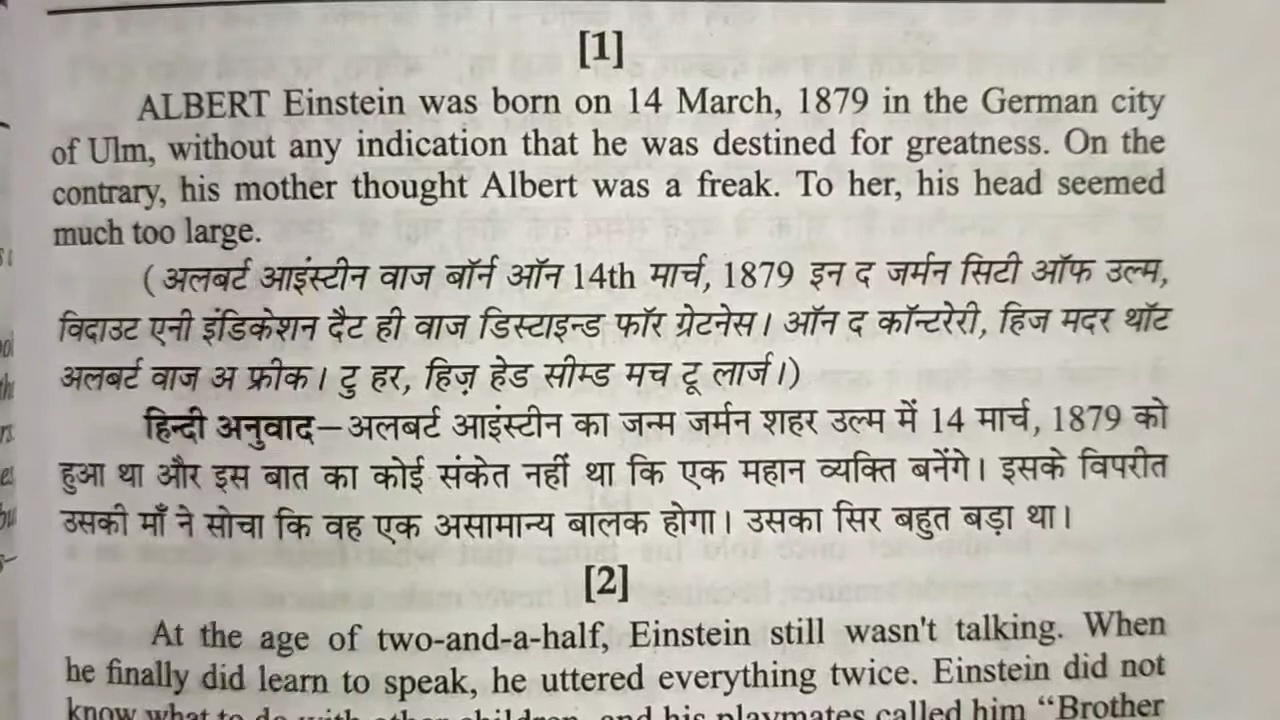 [1]
ALBERT Einstein was born on 14 March, 1879 in the German city
of Ulm, without any indication that he was destined for greatness. On the
contrary, his mother thought Albert was a freak. To her, his head seemed
much too large.
( अलबर्ट आइंस्टीन वाज बॉर्न ऑन 14th मार्च, 1879 इन द जर्मन सिटी ऑफ उल्म,
विदाउट एनी इंडिकेशन दैट ही वाज डिस्टाइन्ड फॉर ग्रेटनेस। ऑन द कॉन्टरेरी, हिज मदर थॉट
अलबर्ट वाज अ फ्रीक। टु हर, हिज़ हेड सीम्ड मच टू लार्ज।)
हिन्दी अनुवाद–अलबर्ट आइंस्टीन का जन्म जर्मन शहर उल्म में 14 मार्च, 1879 को
हुआ था और इस बात का कोई संकेत नहीं था कि एक महान व्यक्ति बनेंगे। इसके विपरीत
उसकी माँ ने सोचा कि वह एक असामान्य बालक होगा। उसका सिर बहुत बड़ा था।
[2]
At the age of two-and-a-half, Einstein still wasn't talking. When
he finally did learn to speak, he uttered everything twice. Einstein did not
know what to do with other children, and his playmates called him “Brother